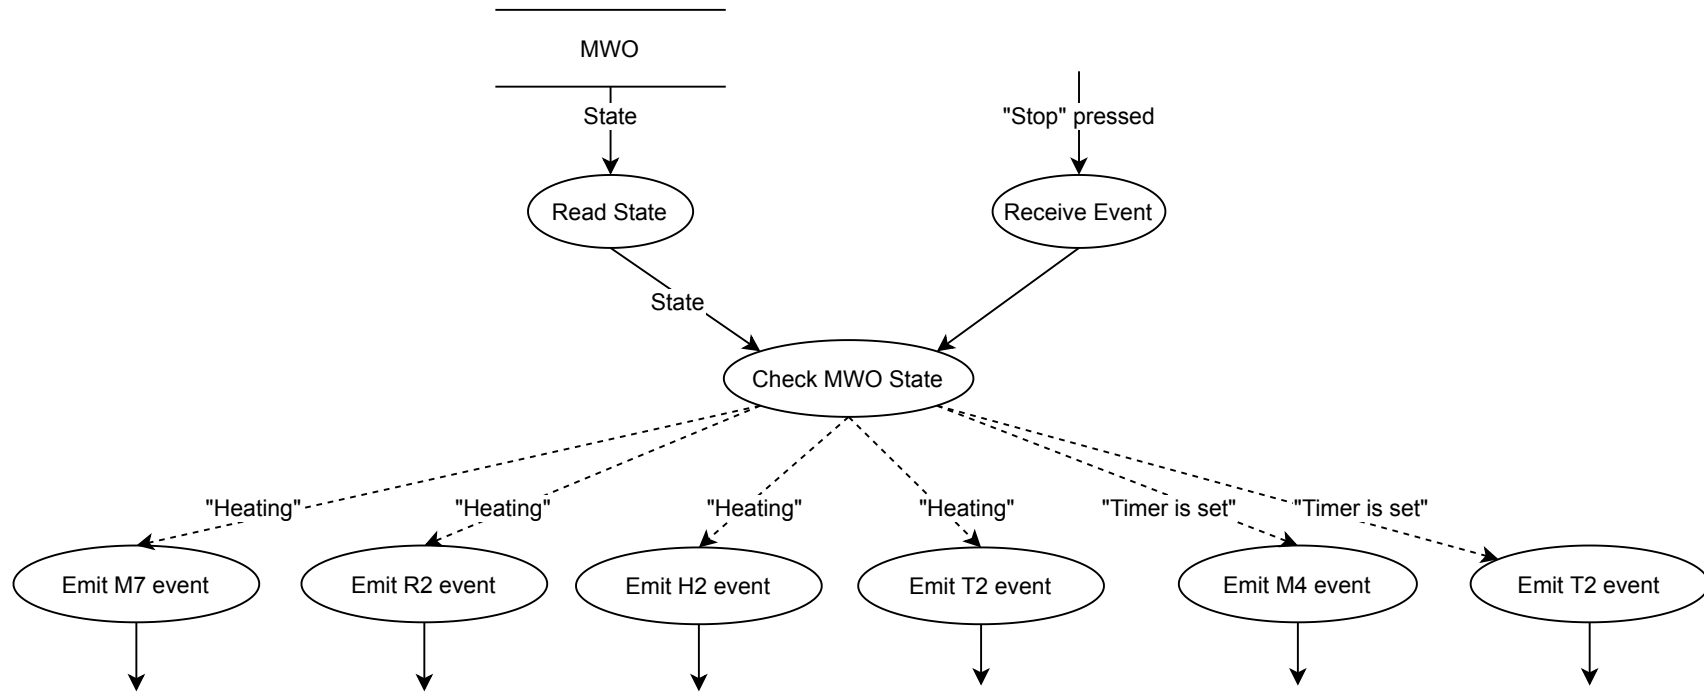 MWO
State
"Stop" pressed
Read State
Receive Event
State
Check MWO State
"Heating"
"Heating"
"Heating"
"Heating"
"Timer is set"
"Timer is set"
Emit M7 event
Emit R2 event
Emit H2 event
Emit T2 event
Emit M4 event
Emit T2 event